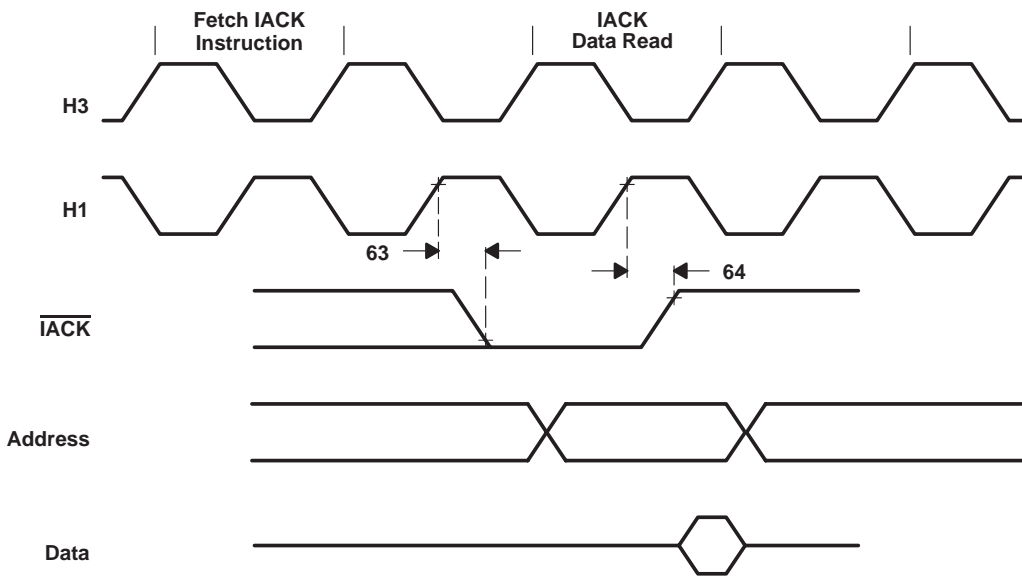 Fetch IACK
Instruction
IACK
Data Read
H3
H1
63
64
IACK
Address
Data